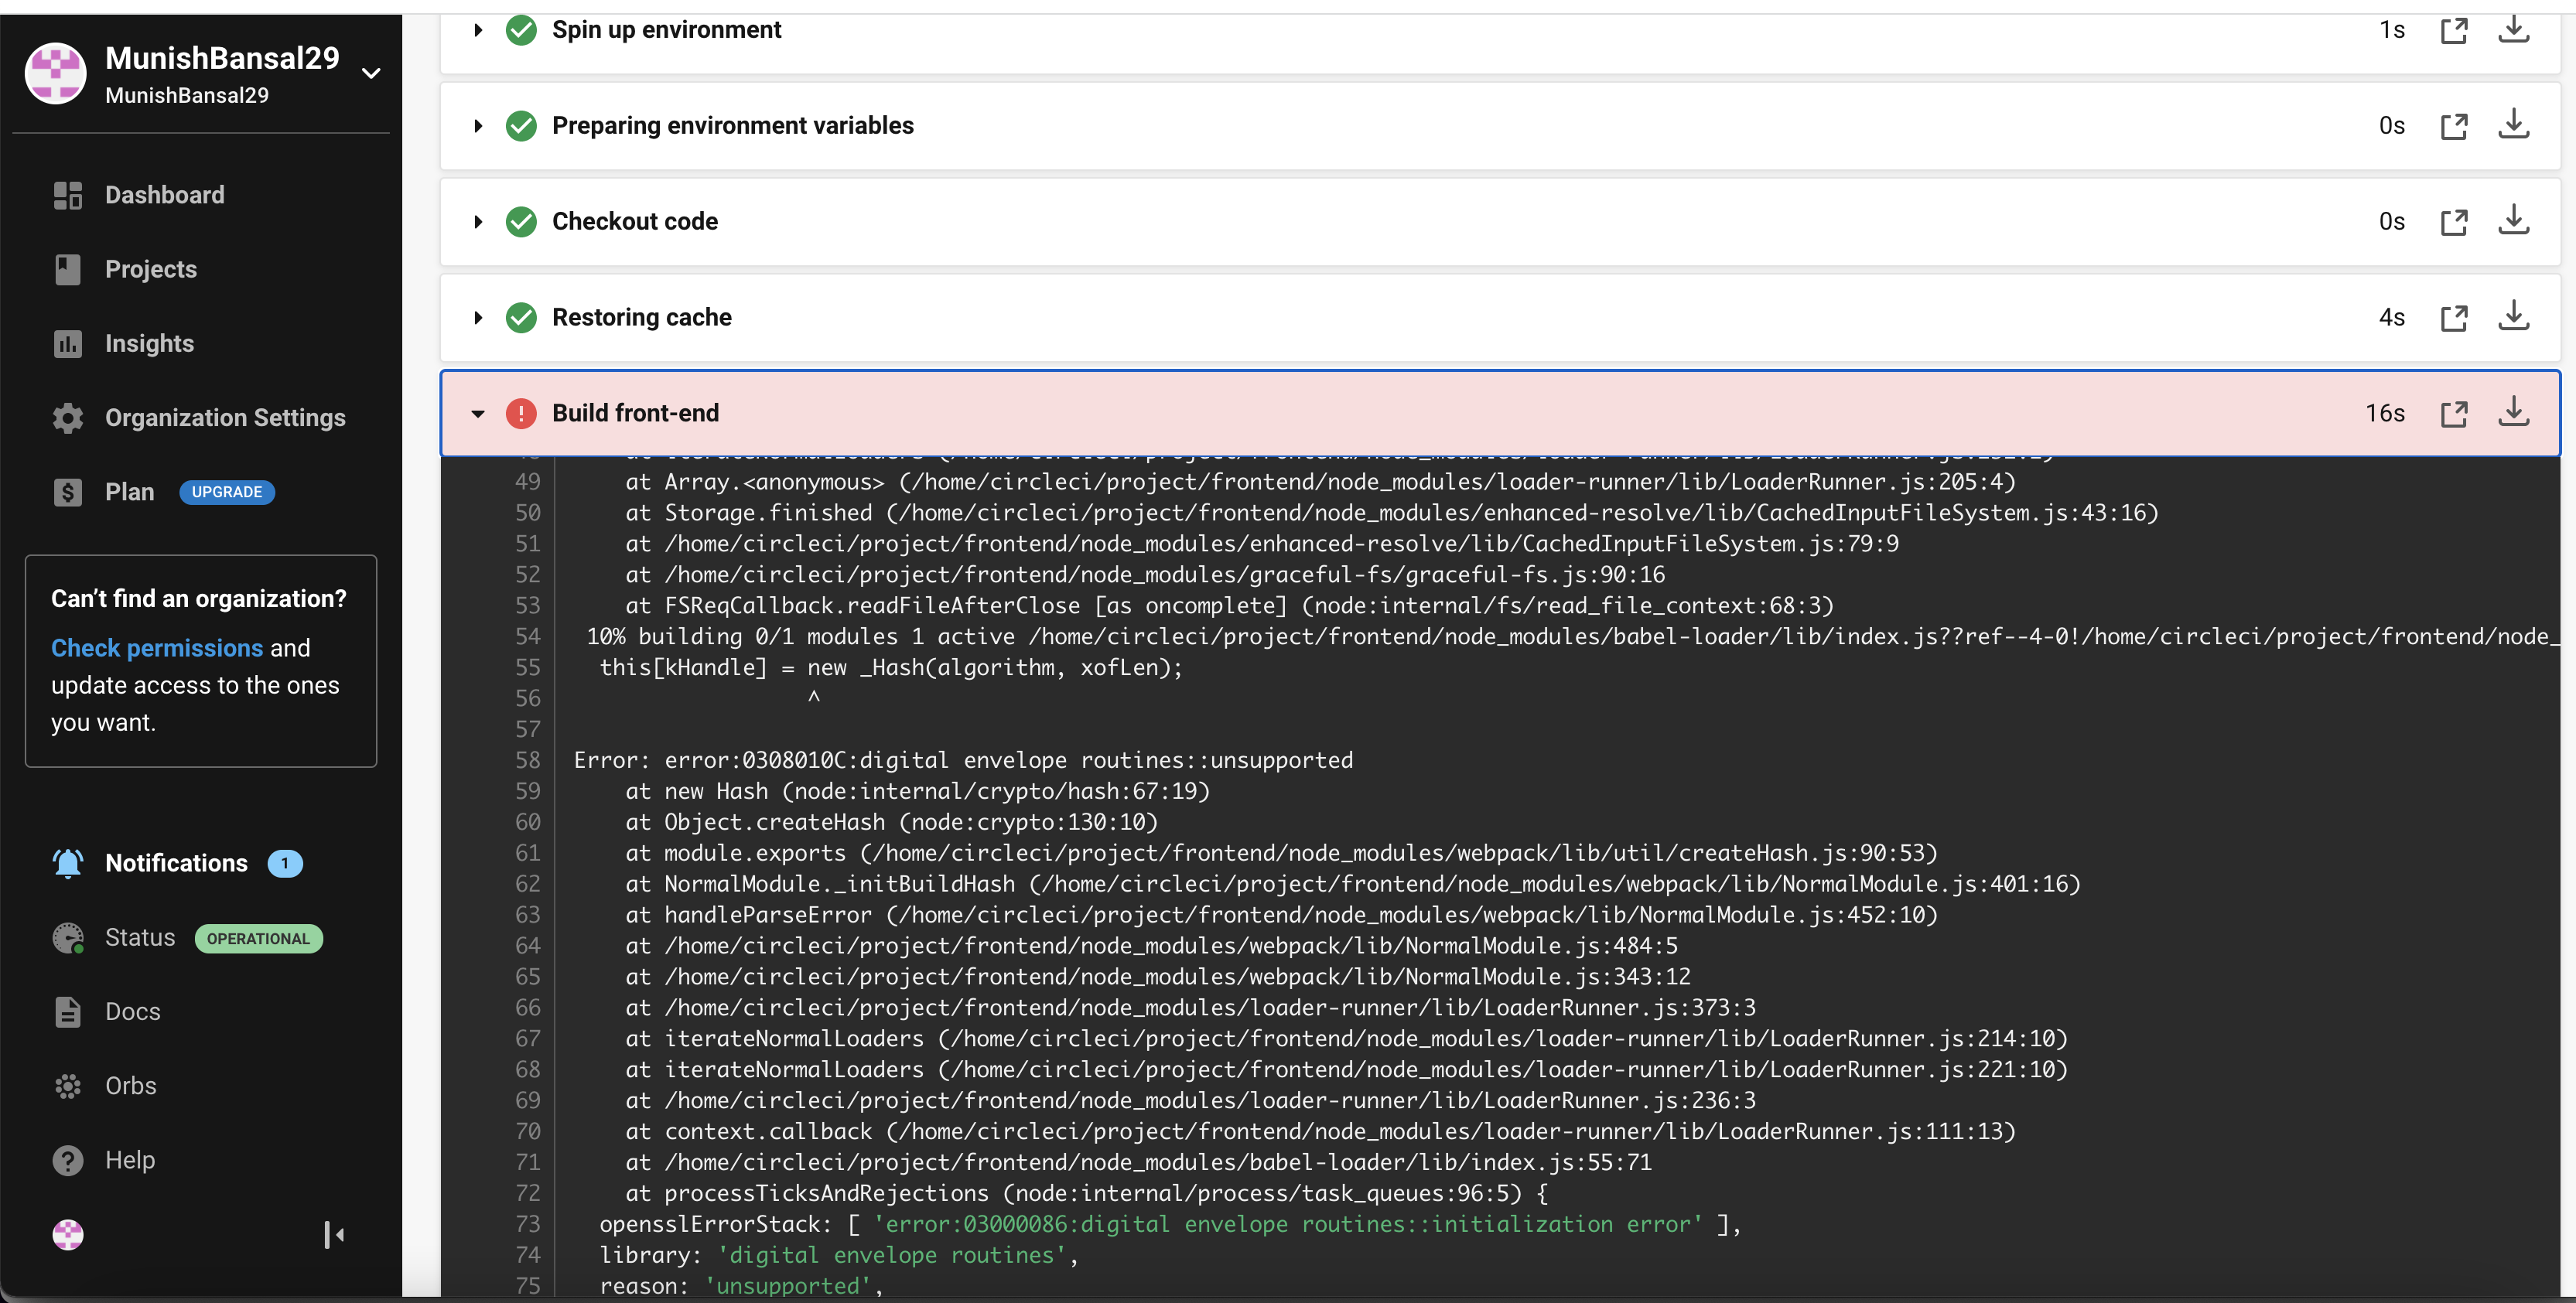 MunishBansal29
MunishBansal29
Dashboard
Projects
Insights
Organization Settings
Plan UPGRADE
Can't find an organization?
Check permissions and
update access to the ones
you want.
Notifications 1
Status OPERATIONAL
Docs
Orbs
Help
Spin up environment 1s
Preparing environment variables 0s
Checkout code 0s
Restoring cache 4s
Build front-end 16s
49 at Array.<anonymous> (/home/circleci/project/frontend/node_modules/loader-runner/lib/LoaderRunner.js:205:4)
50 at Storage.finished (/home/circleci/project/frontend/node_modules/enhanced-resolve/lib/CachedInputFileSystem.js:43:16)
51 at /home/circleci/project/frontend/node_modules/enhanced-resolve/lib/CachedInputFileSystem.js:79:9
52 at /home/circleci/project/frontend/node_modules/graceful-fs/graceful-fs.js:90:16
53 at FSReqCallback.readFileAfterClose [as oncomplete] (node:internal/fs/read_file_context:68:3)
54 10% building 0/1 modules 1 active /home/circleci/project/frontend/node_modules/babel-loader/lib/index.js??ref--4-0!/home/circleci/project/frontend/node_
55 this[kHandle] = new _Hash(algorithm, xofLen);
56 ^
57
58 Error: error:0308010C:digital envelope routines::unsupported
59 at new Hash (node:internal/crypto/hash:67:19)
60 at Object.createHash (node:crypto:130:10)
61 at module.exports (/home/circleci/project/frontend/node_modules/webpack/lib/util/createHash.js:90:53)
62 at NormalModule._initBuildHash (/home/circleci/project/frontend/node_modules/webpack/lib/NormalModule.js:401:16)
63 at handleParseError (/home/circleci/project/frontend/node_modules/webpack/lib/NormalModule.js:452:10)
64 at /home/circleci/project/frontend/node_modules/webpack/lib/NormalModule.js:484:5
65 at /home/circleci/project/frontend/node_modules/webpack/lib/NormalModule.js:343:12
66 at /home/circleci/project/frontend/node_modules/loader-runner/lib/LoaderRunner.js:373:3
67 at iterateNormalLoaders (/home/circleci/project/frontend/node_modules/loader-runner/lib/LoaderRunner.js:214:10)
68 at iterateNormalLoaders (/home/circleci/project/frontend/node_modules/loader-runner/lib/LoaderRunner.js:221:10)
69 at /home/circleci/project/frontend/node_modules/loader-runner/lib/LoaderRunner.js:236:3
70 at context.callback (/home/circleci/project/frontend/node_modules/loader-runner/lib/LoaderRunner.js:111:13)
71 at /home/circleci/project/frontend/node_modules/babel-loader/lib/index.js:55:71
72 at processTicksAndRejections (node:internal/process/task_queues:96:5) {
73 opensslErrorStack: [ 'error:03000086:digital envelope routines::initialization error' ],
74 library: 'digital envelope routines',
75 reason: 'unsupported',